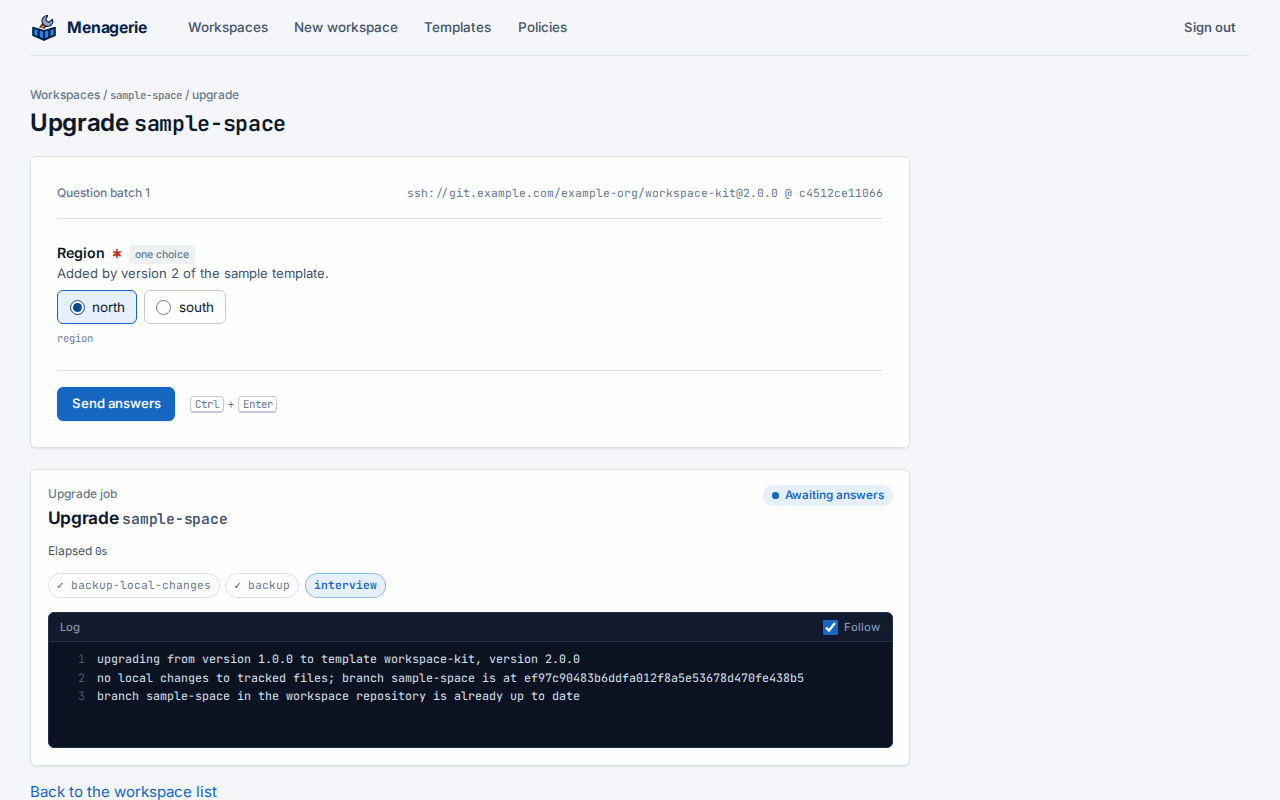 Menagerie Workspaces New workspace Templates Policies Sign out
Workspaces / sample-space / upgrade
Upgrade sample-space
Question batch 1 ssh://git.example.com/example-org/workspace-kit@2.0.0 @ c4512ce11066
Region * one choice
Added by version 2 of the sample template.
north south
region
Send answers Ctrl + Enter
Upgrade job Awaiting answers
Upgrade sample-space
Elapsed 0s
✓ backup-local-changes ✓ backup interview
Log Follow
1 upgrading from version 1.0.0 to template workspace-kit, version 2.0.0
2 no local changes to tracked files; branch sample-space is at ef97c90483b6ddfa012f8a5e53678d470fe438b5
3 branch sample-space in the workspace repository is already up to date
Back to the workspace list